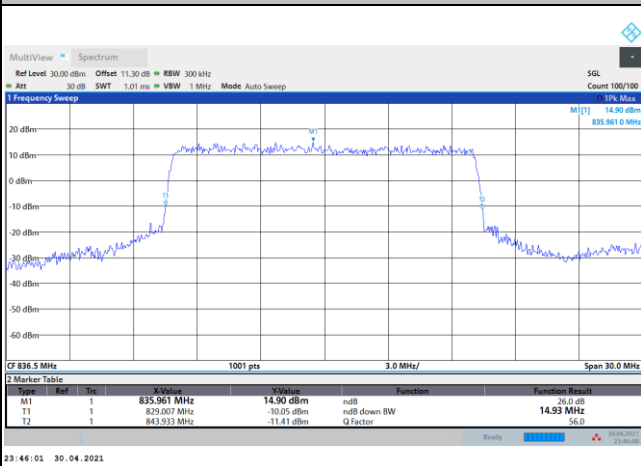 MultiView Spectrum
Ref Level 30.00 dBm Offset 11.30 dB RBW 300 kHz SGL
Att 30 dB SWT 1.01 ms VBW 1 MHz Mode Auto Sweep Count 100/100
1 Frequency Sweep 1Pk Max
M1[1] 14.90 dBm
835.961 0 MHz
20 dBm
M1
10 dBm
0 dBm
T1 T2
-10 dBm
-20 dBm
-30 dBm
-40 dBm
-50 dBm
-60 dBm
CF 836.5 MHz 1001 pts 3.0 MHz/ Span 30.0 MHz
2 Marker Table
Type Ref Trc X-Value Y-Value Function Function Result
M1 1 835.961 MHz 14.90 dBm ndB 26.0 dB
T1 1 829.007 MHz -10.05 dBm ndB down BW 14.93 MHz
T2 1 843.933 MHz -11.41 dBm Q Factor 56.0
Ready 30.04.2021
23:46:00
23:46:01 30.04.2021